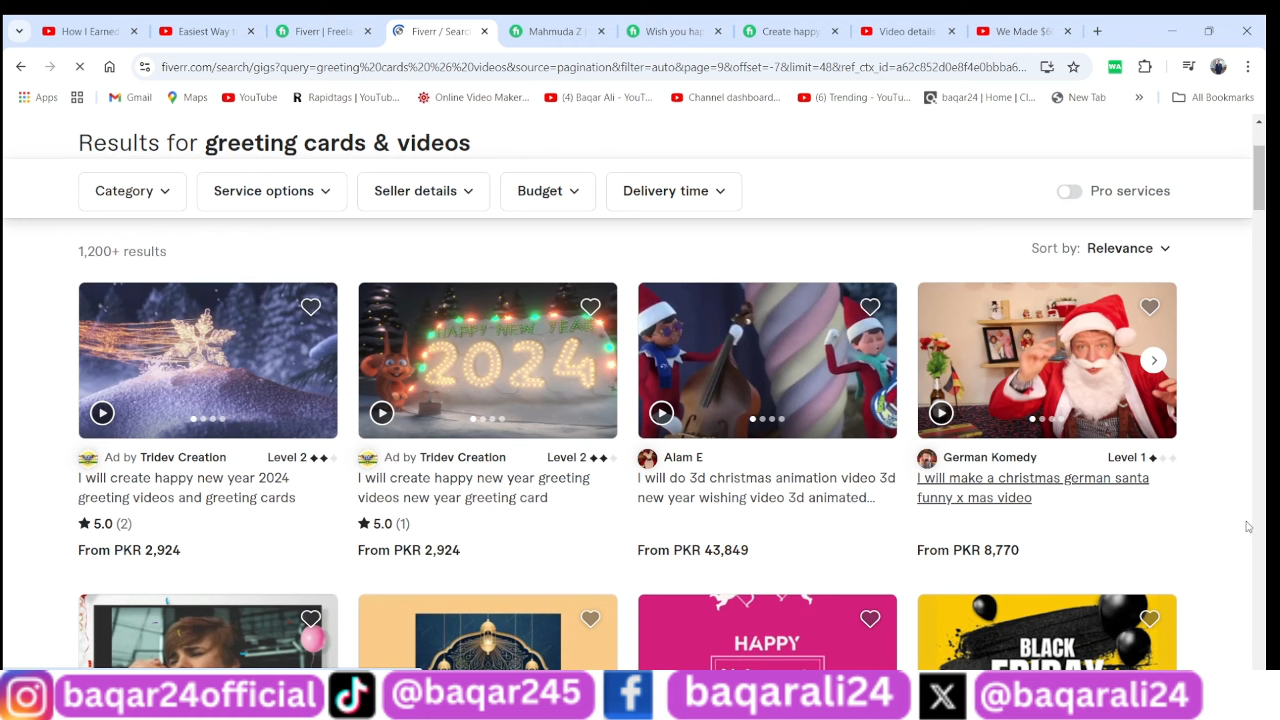 How I Earned
Easiest Way t
Fiverr | Freela
Fiverr / Searc
Mahmuda Z |
Wish you hap
Create happy
Video details
We Made $6
fiverr.com/search/gigs?query=greeting%20cards%20%26%20videos&source=pagination&filter=auto&page=9&offset=-7&limit=48&ref_ctx_id=a62c852d0e8f4e0bbba6...
WA
Apps
Gmail
Maps
YouTube
Rapidtags | YouTub...
Online Video Maker...
(4) Baqar Ali - YouT...
Channel dashboard...
(6) Trending - YouTu...
baqar24 | Home | Cl...
New Tab
»
All Bookmarks
Results for greeting cards & videos
Category
Service options
Seller details
Budget
Delivery time
Pro services
1,200+ results
Sort by: Relevance
HAPPY NEW YEAR
2024
Ad by Tridev Creation Level 2
I will create happy new year 2024
greeting videos and greeting cards
5.0 (2)
From PKR 2,924
Ad by Tridev Creation Level 2
I will create happy new year greeting
videos new year greeting card
5.0 (1)
From PKR 2,924
Alam E
I will do 3d christmas animation video 3d
new year wishing video 3d animated...
From PKR 43,849
German Komedy Level 1
I will make a christmas german santa
funny x mas video
From PKR 8,770
HAPPY
BLACK
FRIDAY
baqar24official
@baqar245
baqarali24
@baqarali24